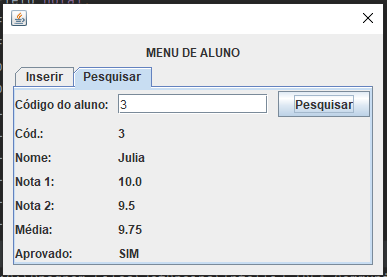 MENU DE ALUNO
Inserir Pesquisar
Código do aluno: 3 Pesquisar
Cód.: 3
Nome: Julia
Nota 1: 10.0
Nota 2: 9.5
Média: 9.75
Aprovado: SIM